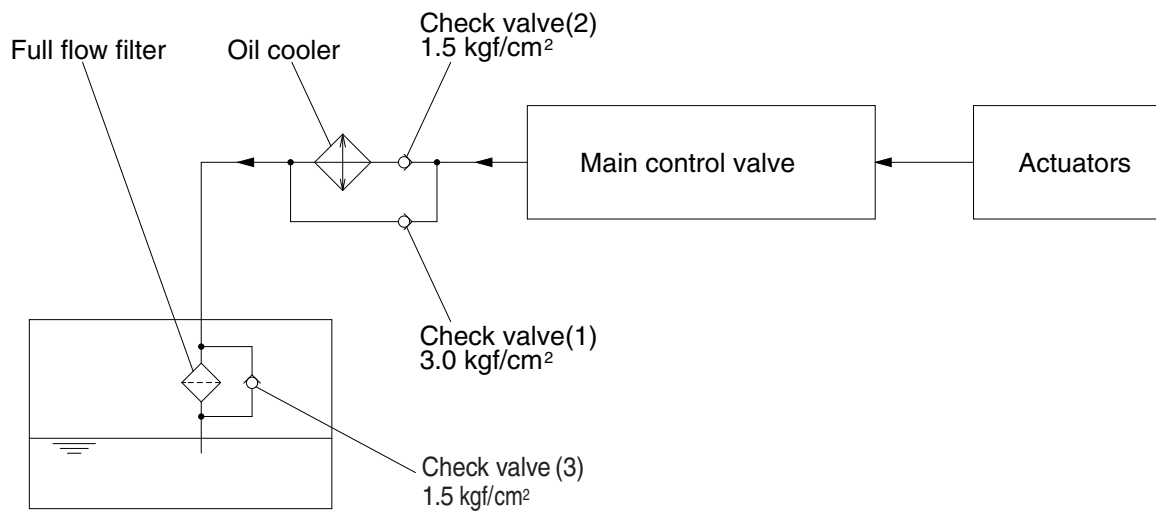 Check valve(2)
1.5 kgf/cm²
Full flow filter
Oil cooler
Main control valve
Actuators
Check valve(1)
3.0 kgf/cm²
Check valve (3)
1.5 kgf/cm²